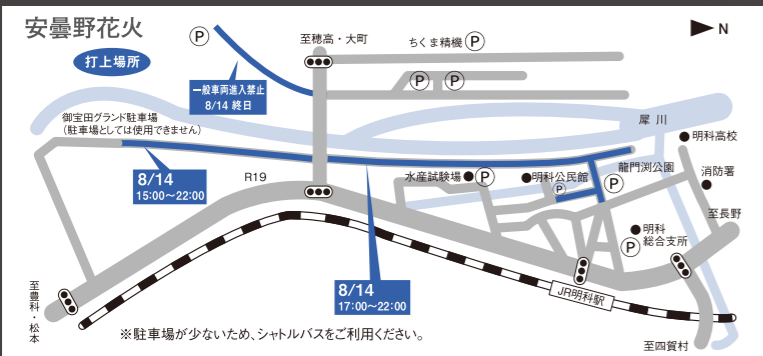 安曇野花火
打上場所
P
至穂高・大町
ちくま精機 P
N
一般車両進入禁止
8/14 終日
P
P
御宝田グランド駐車場
(駐車場としては使用できません)
犀川
明科高校
8/14
15:00~22:00
R19
水産試験場 P
明科公民館
P
龍門渕公園
P
消防署
至長野
明科
総合支所
P
8/14
17:00~22:00
JR明科駅
至豊科・松本
※駐車場が少ないため、シャトルバスをご利用ください。
至四賀村